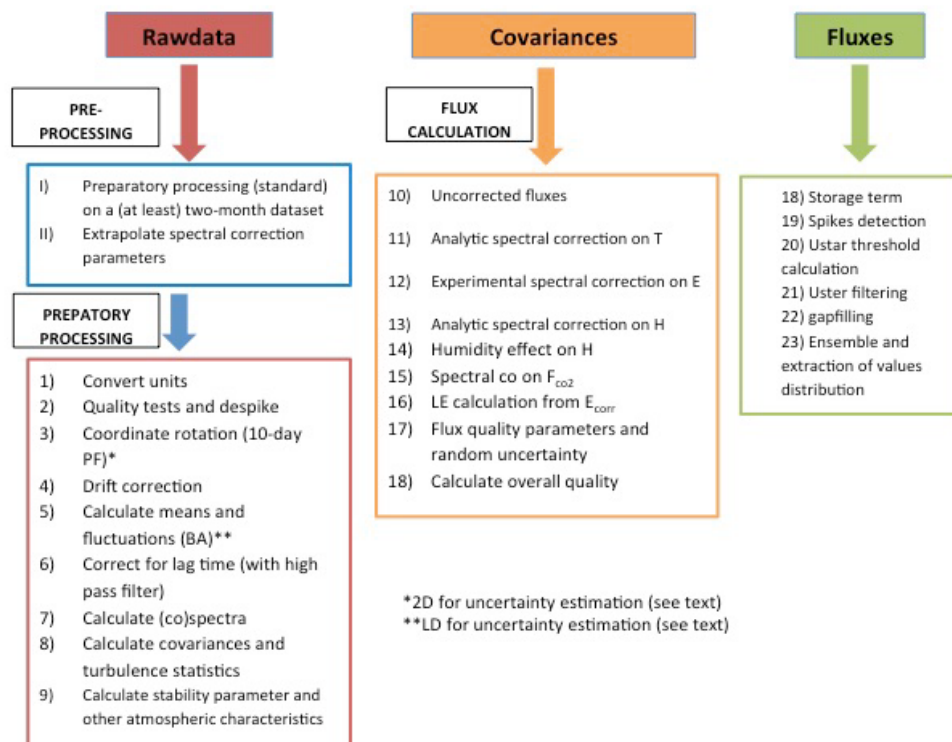 Rawdata
PRE-
PROCESSING
I) Preparatory processing (standard)
on a (at least) two-month dataset
II) Extrapolate spectral correction
parameters
PREPATORY
PROCESSING
1) Convert units
2) Quality tests and despike
3) Coordinate rotation (10-day
PF)*
4) Drift correction
5) Calculate means and
fluctuations (BA)**
6) Correct for lag time (with high
pass filter)
7) Calculate (co)spectra
8) Calculate covariances and
turbulence statistics
9) Calculate stability parameter and
other atmospheric characteristics
Covariances
FLUX
CALCULATION
10) Uncorrected fluxes
11) Analytic spectral correction on T
12) Experimental spectral correction on E
13) Analytic spectral correction on H
14) Humidity effect on H
15) Spectral co on Fco2
16) LE calculation from Ecorr
17) Flux quality parameters and
random uncertainty
18) Calculate overall quality
Fluxes
18) Storage term
19) Spikes detection
20) Ustar threshold
calculation
21) Uster filtering
22) gapfilling
23) Ensemble and
extraction of values
distribution
*2D for uncertainty estimation (see text)
**LD for uncertainty estimation (see text)